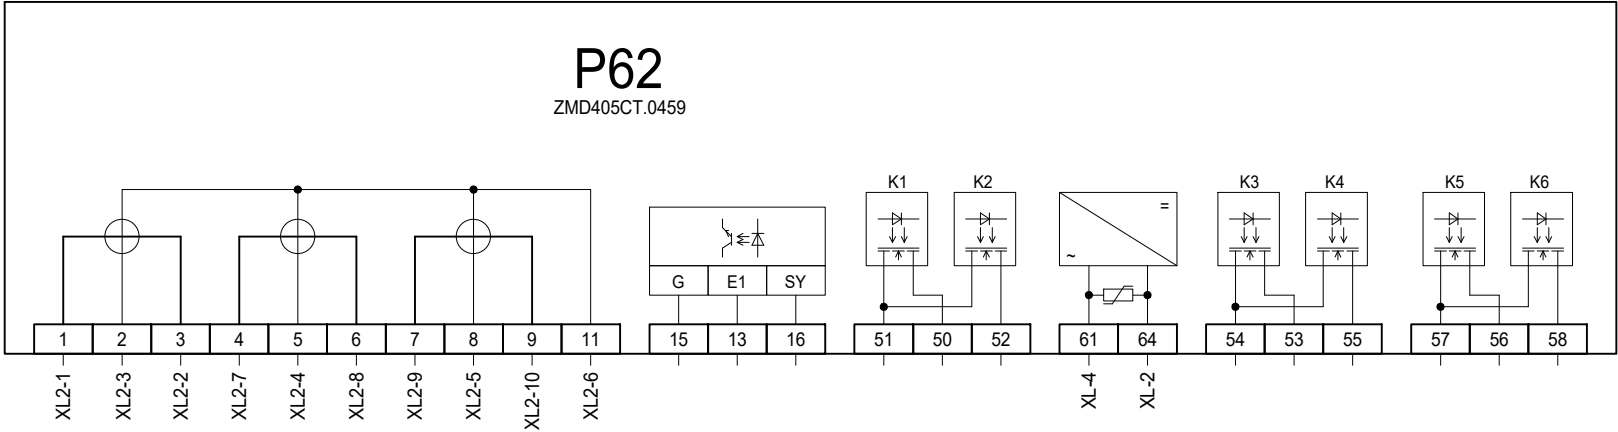 P62
ZMD405CT.0459
K1 K2 K3 K4 K5 K6
=
~
G E1 SY
1 2 3 4 5 6 7 8 9 11 15 13 16 51 50 52 61 64 54 53 55 57 56 58
XL2-1 XL2-3 XL2-2 XL2-7 XL2-4 XL2-8 XL2-9 XL2-5 XL2-10 XL2-6 XL-4 XL-2